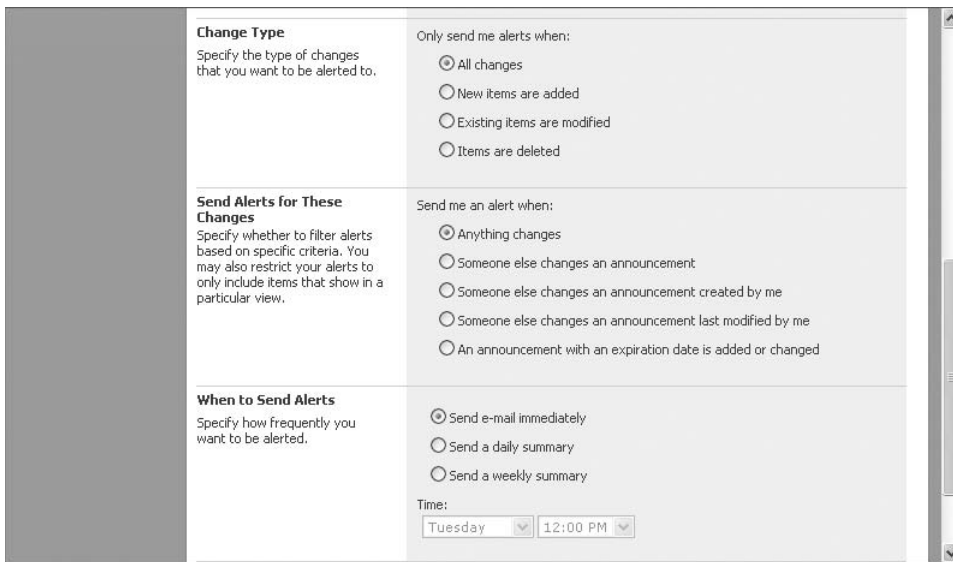 Change Type
Specify the type of changes
that you want to be alerted to.
Only send me alerts when:
All changes
New items are added
Existing items are modified
Items are deleted
Send Alerts for These
Changes
Specify whether to filter alerts
based on specific criteria. You
may also restrict your alerts to
only include items that show in a
particular view.
Send me an alert when:
Anything changes
Someone else changes an announcement
Someone else changes an announcement created by me
Someone else changes an announcement last modified by me
An announcement with an expiration date is added or changed
When to Send Alerts
Specify how frequently you
want to be alerted.
Send e-mail immediately
Send a daily summary
Send a weekly summary
Time:
Tuesday 12:00 PM